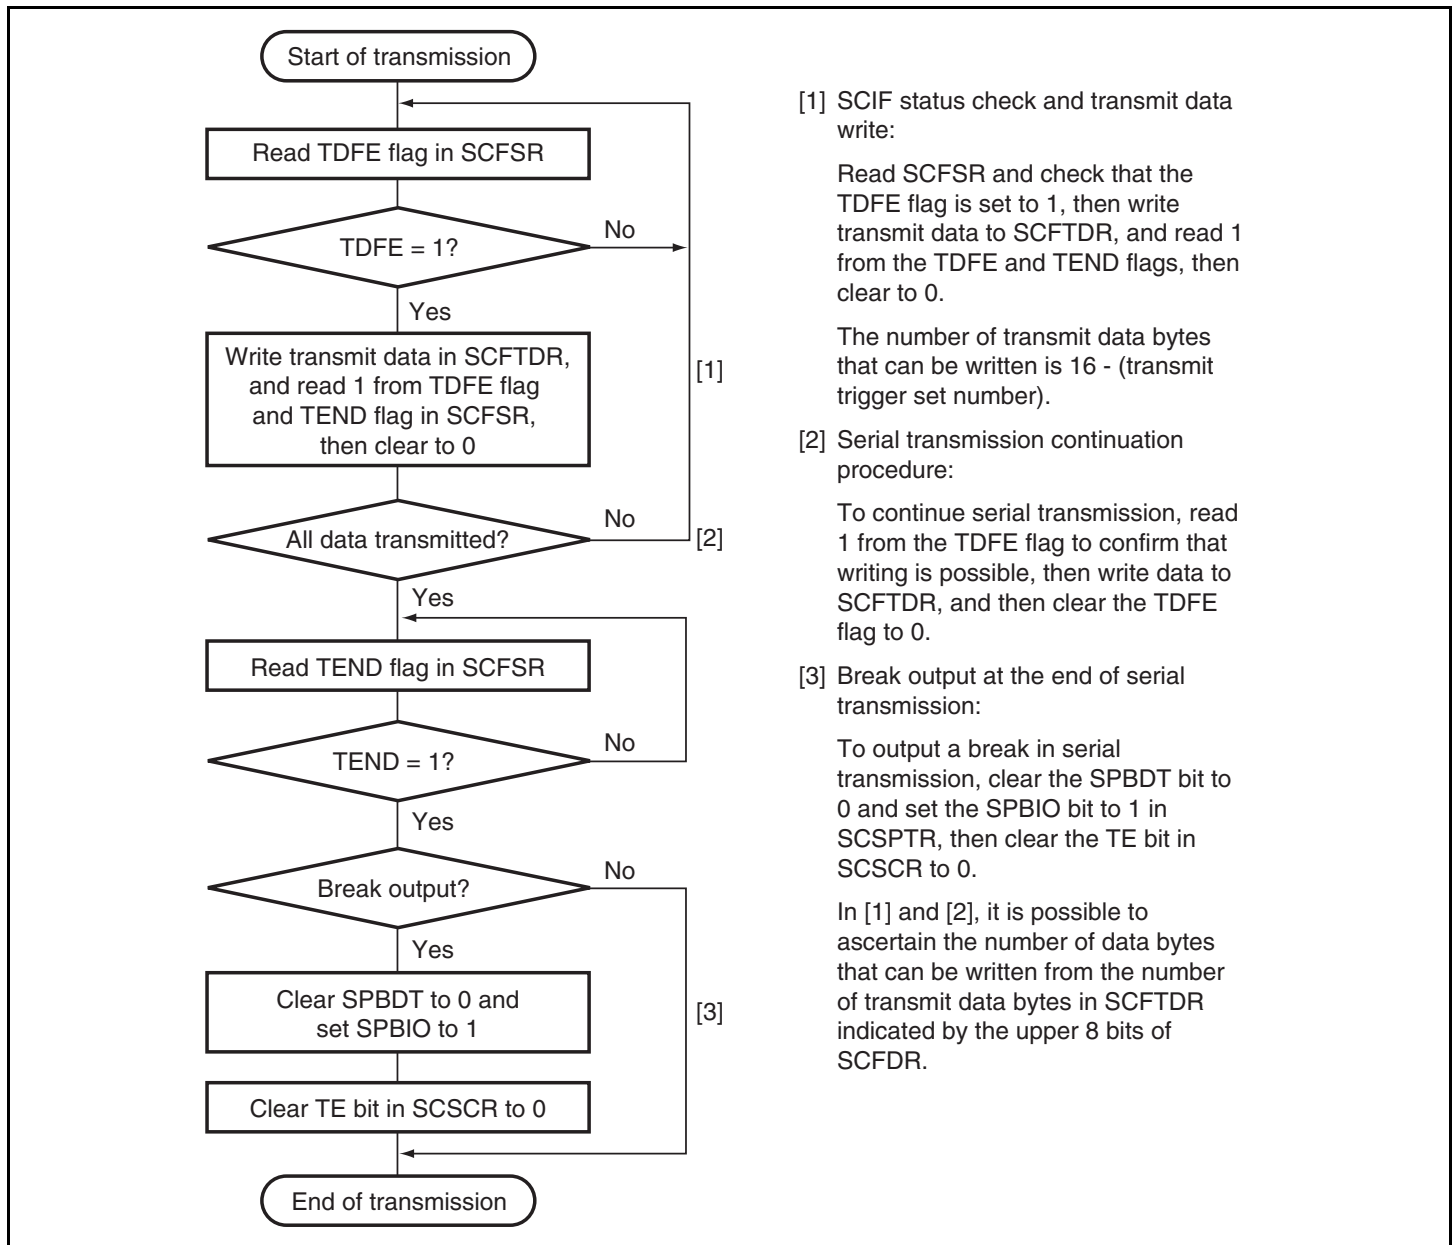 Start of transmission
Read TDFE flag in SCFSR
TDFE = 1?
No
Yes
Write transmit data in SCFTDR,
and read 1 from TDFE flag
and TEND flag in SCFSR,
then clear to 0
[1]
All data transmitted?
No
[2]
Yes
Read TEND flag in SCFSR
TEND = 1?
No
Yes
Break output?
No
Yes
Clear SPBDT to 0 and
set SPBIO to 1
[3]
Clear TE bit in SCSCR to 0
End of transmission
[1] SCIF status check and transmit data
write:
Read SCFSR and check that the
TDFE flag is set to 1, then write
transmit data to SCFTDR, and read 1
from the TDFE and TEND flags, then
clear to 0.
The number of transmit data bytes
that can be written is 16 - (transmit
trigger set number).
[2] Serial transmission continuation
procedure:
To continue serial transmission, read
1 from the TDFE flag to confirm that
writing is possible, then write data to
SCFTDR, and then clear the TDFE
flag to 0.
[3] Break output at the end of serial
transmission:
To output a break in serial
transmission, clear the SPBDT bit to
0 and set the SPBIO bit to 1 in
SCSPTR, then clear the TE bit in
SCSCR to 0.
In [1] and [2], it is possible to
ascertain the number of data bytes
that can be written from the number
of transmit data bytes in SCFTDR
indicated by the upper 8 bits of
SCFDR.